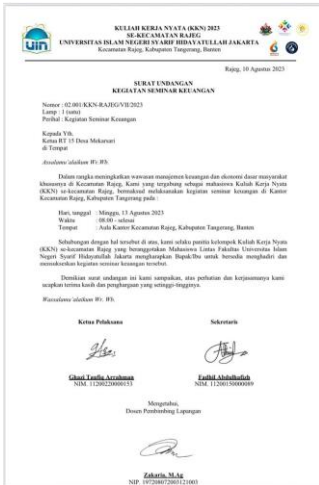 KULIAH KERJA NYATA (KKN) 2023
SE-KECAMATAN RAJEG
UNIVERSITAS ISLAM NEGERI SYARIF HIDAYATULLAH JAKARTA
Kecamatan Rajeg, Kabupaten Tangerang, Banten
uin
Rajeg, 10 Agustus 2023
SURAT UNDANGAN
KEGIATAN SEMINAR KEUANGAN
Nomor : 02.001/KKN-RAJEG/VII/2023
Lamp : 1 (satu)
Perihal : Kegiatan Seminar Keuangan
Kepada Yth.
Ketua RT 15 Desa Mekarsari
di Tempat
Assalamu'alaikum Wr. Wb.
Dalam rangka meningkatkan wawasan manajemen keuangan dan ekonomi dasar masyarakat
khususnya di Kecamatan Rajeg, Kami yang tergabung sebagai mahasiswa Kuliah Kerja Nyata
(KKN) se-kecamatan Rajeg, bermaksud melaksanakan kegiatan seminar keuangan di Kantor
Kecamatan Rajeg, Kabupaten Tangerang pada :
Hari, tanggal : Minggu, 13 Agustus 2023
Waktu : 08.00 - selesai
Tempat : Aula Kantor Kecamatan Rajeg, Kabupaten Tangerang, Banten
Sehubungan dengan hal tersebut di atas, kami selaku panitia kelompok Kuliah Kerja Nyata
(KKN) se-kecamatan Rajeg yang beranggotakan Mahasiswa Lintas Fakultas Universitas Islam
Negeri Syarif Hidayatullah Jakarta mengharapkan Bapak/Ibu untuk bersedia menghadiri dan
mensukseskan kegiatan seminar keuangan tersebut.
Demikian surat undangan ini kami sampaikan, atas perhatian dan kerjasamanya kami
ucapkan terima kasih dan penghargaan yang setinggi-tingginya.
Wassalamu'alaikum Wr. Wb.
Ketua Pelaksana
Sekretaris
Ghazi Taufiq Arrahman
NIM. 11200220000153
Fadhil Abdulhafizh
NIM. 11200150000089
Mengetahui,
Dosen Pembimbing Lapangan
Zakaria, M.Ag
NIP. 197208072003121003